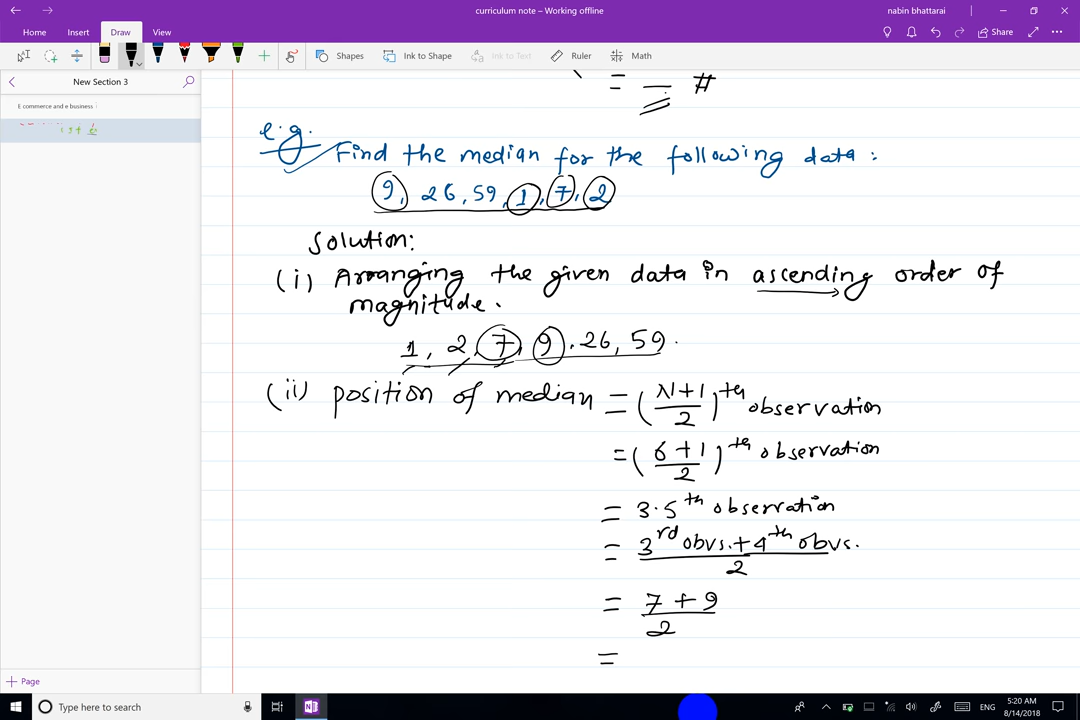 curriculum note – Working offline
nabin bhattarai
Home Insert Draw View
Share
Shapes Ink to Shape Ink to Text Ruler Math
New Section 3
E commerce and e business
= #
e.g. Find the median for the following data :
9, 26, 59, 1, 7, 2
Solution:
(i) Arranging the given data in ascending order of
magnitude.
1, 2, 7, 9, 26, 59.
(ii) position of median = (N+1/2)th observation
= (6+1/2)th observation
= 3.5th observation
= 3rd obvs. + 4th obvs./2
= 7+9/2
=
+ Page
Type here to search
ENG
5:20 AM
8/14/2018